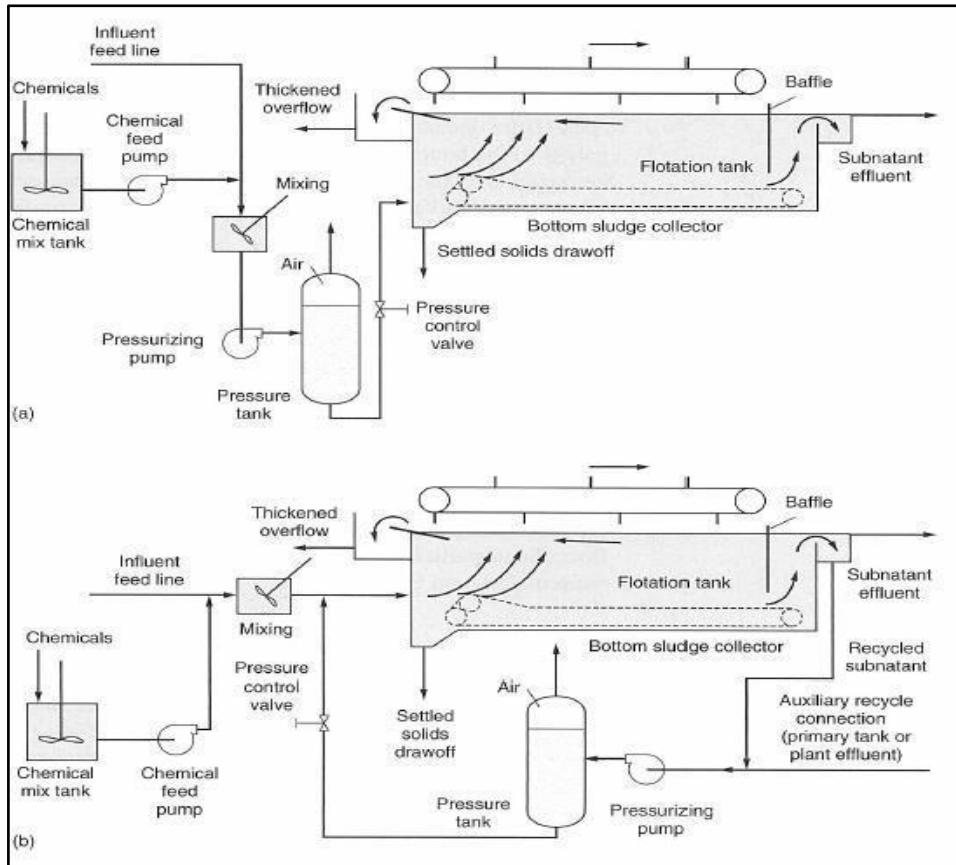 Influent
feed line
Chemicals
Chemical
feed
pump
Chemical
mix tank
Mixing
Pressurizing
pump
Air
Pressure
tank
Pressure
control
valve
Thickened
overflow
Baffle
Flotation tank
Subnatant
effluent
Bottom sludge collector
Settled solids drawoff
(a)
Influent
feed line
Chemicals
Chemical
mix tank
Chemical
feed
pump
Mixing
Pressure
control
valve
Thickened
overflow
Baffle
Flotation tank
Subnatant
effluent
Bottom sludge collector
Settled
solids
drawoff
Air
Pressure
tank
Pressurizing
pump
Recycled
subnatant
Auxiliary recycle
connection
(primary tank or
plant effluent)
(b)